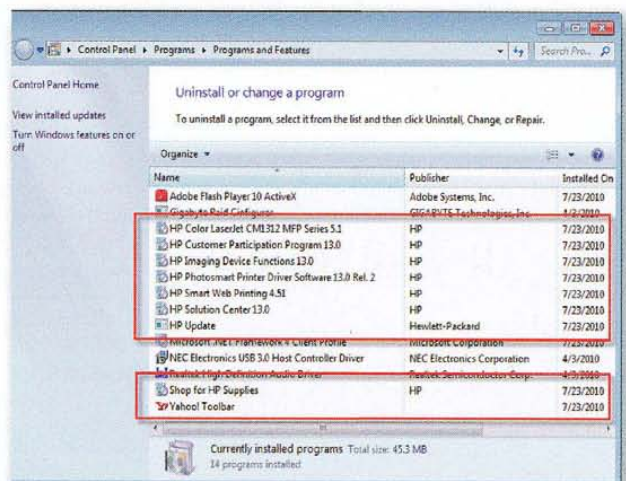 Control Panel ▸ Programs ▸ Programs and Features
Search Pro...
Control Panel Home
View installed updates
Turn Windows features on or
off
Uninstall or change a program
To uninstall a program, select it from the list and then click Uninstall, Change, or Repair.
Organize
Name Publisher Installed On
Adobe Flash Player 10 ActiveX Adobe Systems, Inc. 7/23/2010
Gigabyte Raid Configurer GIGABYTE Technologies, Inc. 4/3/2010
HP Color LaserJet CM1312 MFP Series 5.1 HP 7/23/2010
HP Customer Participation Program 13.0 HP 7/23/2010
HP Imaging Device Functions 13.0 HP 7/23/2010
HP Photosmart Printer Driver Software 13.0 Rel. 2 HP 7/23/2010
HP Smart Web Printing 4.51 HP 7/23/2010
HP Solution Center 13.0 HP 7/23/2010
HP Update Hewlett-Packard 7/23/2010
Microsoft .NET Framework 4 Client Profile Microsoft Corporation 7/23/2010
NEC Electronics USB 3.0 Host Controller Driver NEC Electronics Corporation 4/3/2010
Realtek High Definition Audio Driver Realtek Semiconductor Corp. 4/3/2010
Shop for HP Supplies HP 7/23/2010
Yahoo! Toolbar 7/23/2010
Currently installed programs Total size: 45.3 MB
14 programs installed